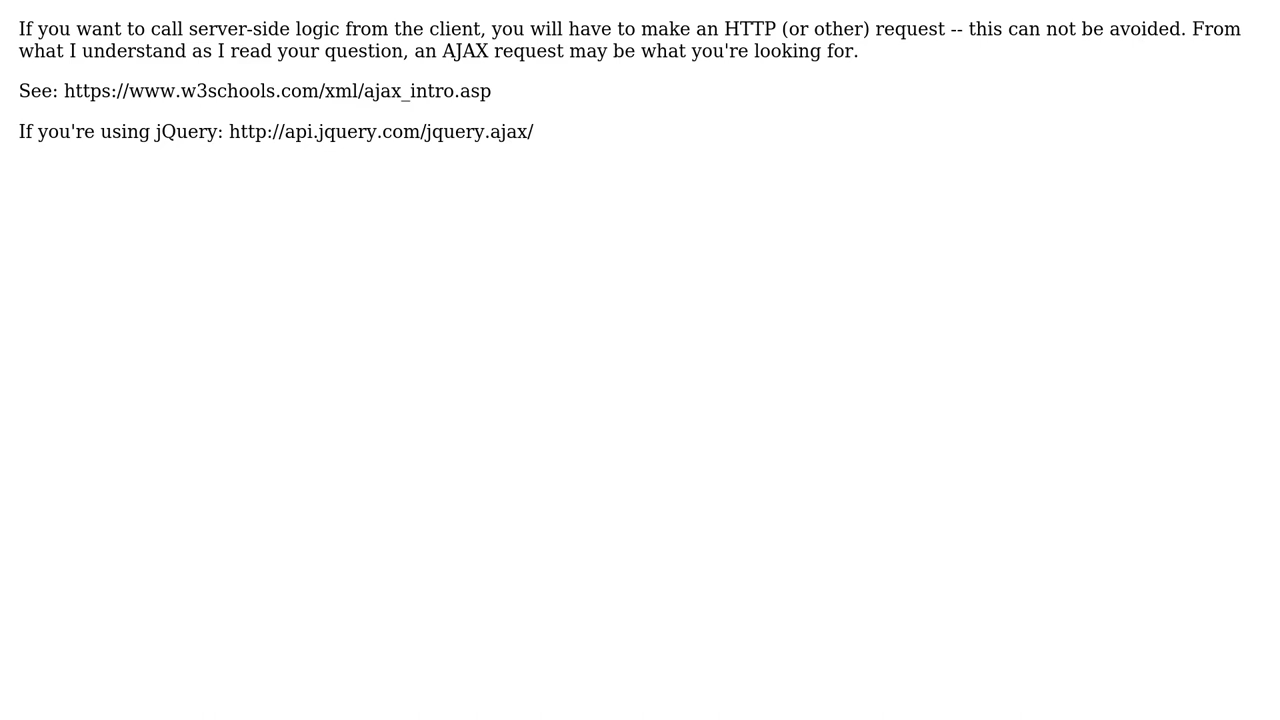 If you want to call server-side logic from the client, you will have to make an HTTP (or other) request -- this can not be avoided. From
what I understand as I read your question, an AJAX request may be what you're looking for.
See: https://www.w3schools.com/xml/ajax_intro.asp
If you're using jQuery: http://api.jquery.com/jquery.ajax/